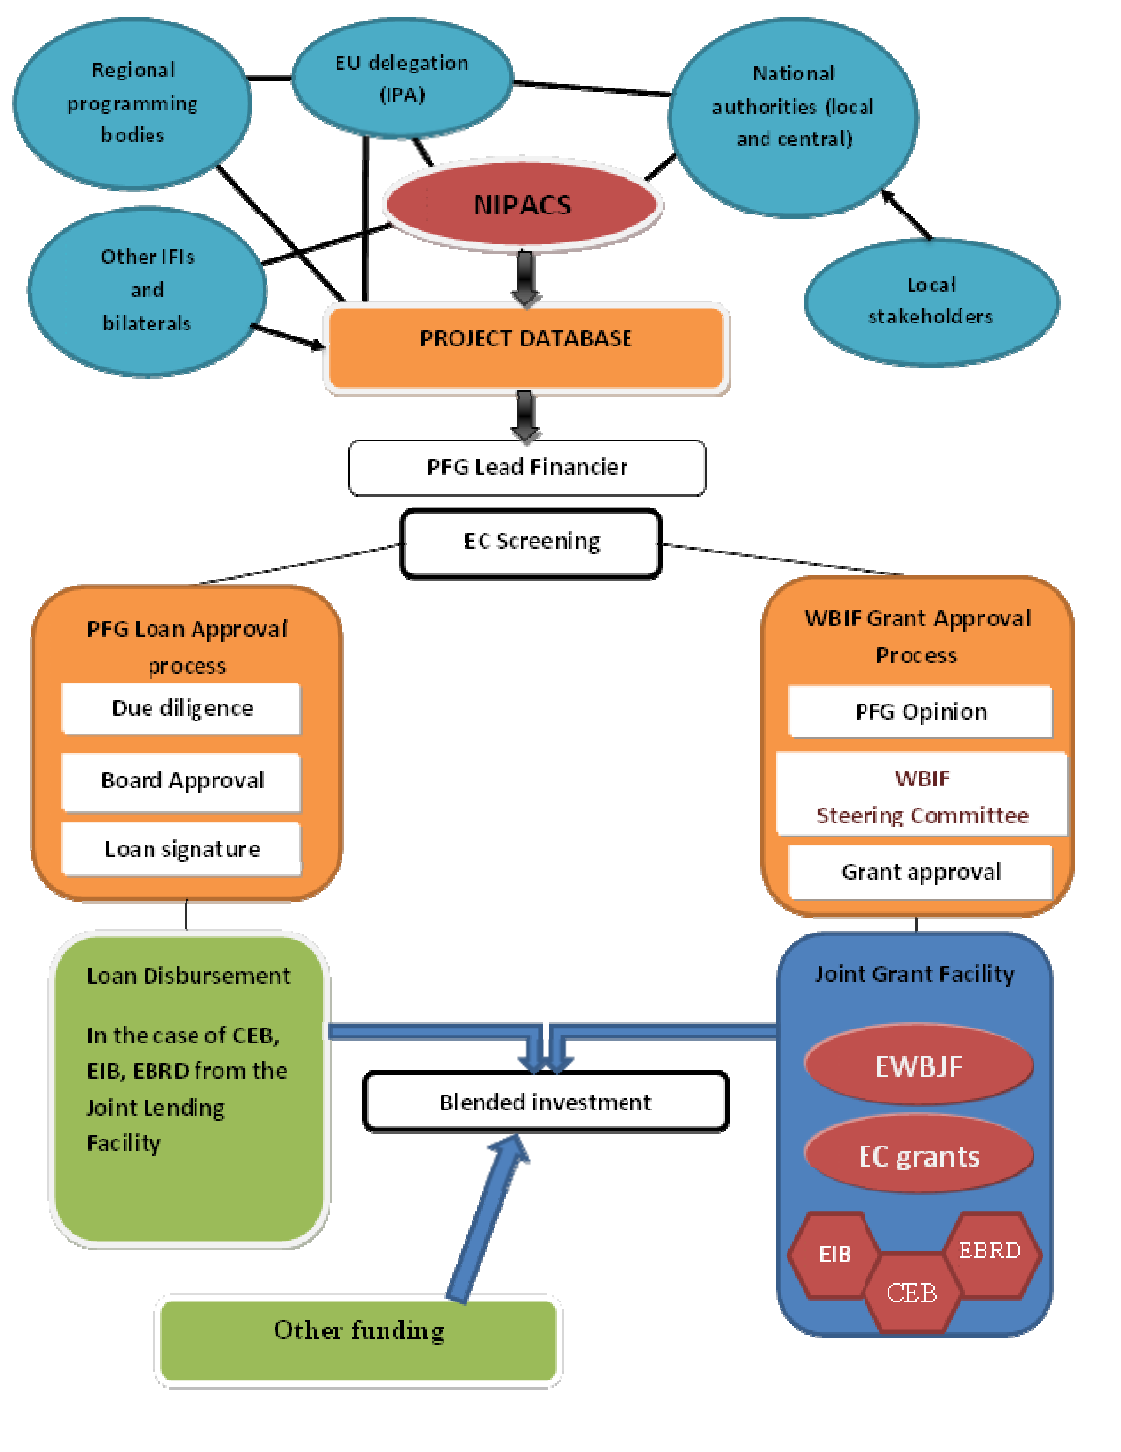 Regional
programming
bodies
EU delegation
(IPA)
National
authorities (local
and central)
NIPACS
Other IFIs
and
bilaterals
Local
stakeholders
PROJECT DATABASE
PFG Lead Financier
EC Screening
PFG Loan Approval
process
Due diligence
Board Approval
Loan signature
WBIF Grant Approval
Process
PFG Opinion
WBIF
Steering Committee
Grant approval
Loan Disbursement
In the case of CEB,
EIB, EBRD from the
Joint Lending
Facility
Joint Grant Facility
EWBJF
EC grants
EIB
EBRD
CEB
Blended investment
Other funding